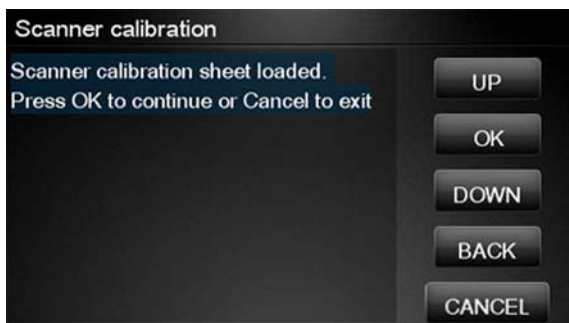 Scanner calibration
Scanner calibration sheet loaded.
Press OK to continue or Cancel to exit
UP
OK
DOWN
BACK
CANCEL